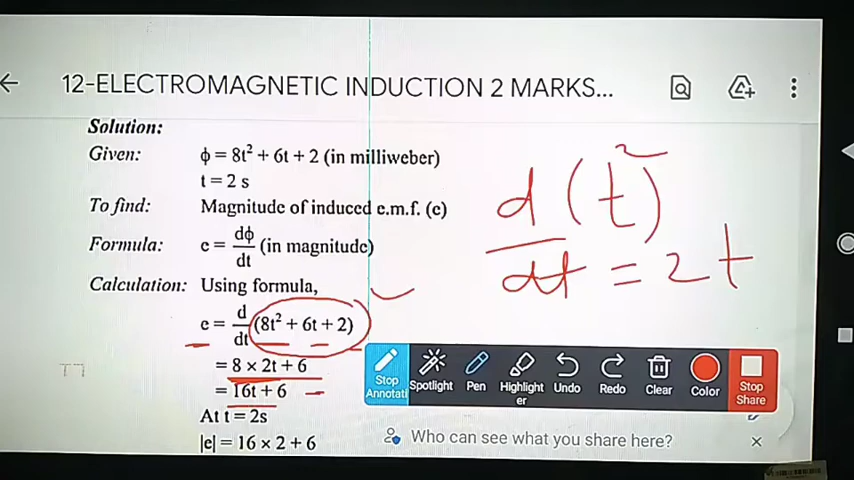 12-ELECTROMAGNETIC INDUCTION 2 MARKS...
Solution:
Given: ϕ = 8t² + 6t + 2 (in milliweber)
t = 2 s
To find: Magnitude of induced e.m.f. (e)
Formula: e = dϕ/dt (in magnitude)
Calculation: Using formula,
e = d/dt (8t² + 6t + 2)
= 8 × 2t + 6
= 16t + 6
At t = 2s
|e| = 16 × 2 + 6
d/dt (t²) = 2t
Stop Annotati Spotlight Pen Highlighter Undo Redo Clear Color Stop Share
Who can see what you share here?